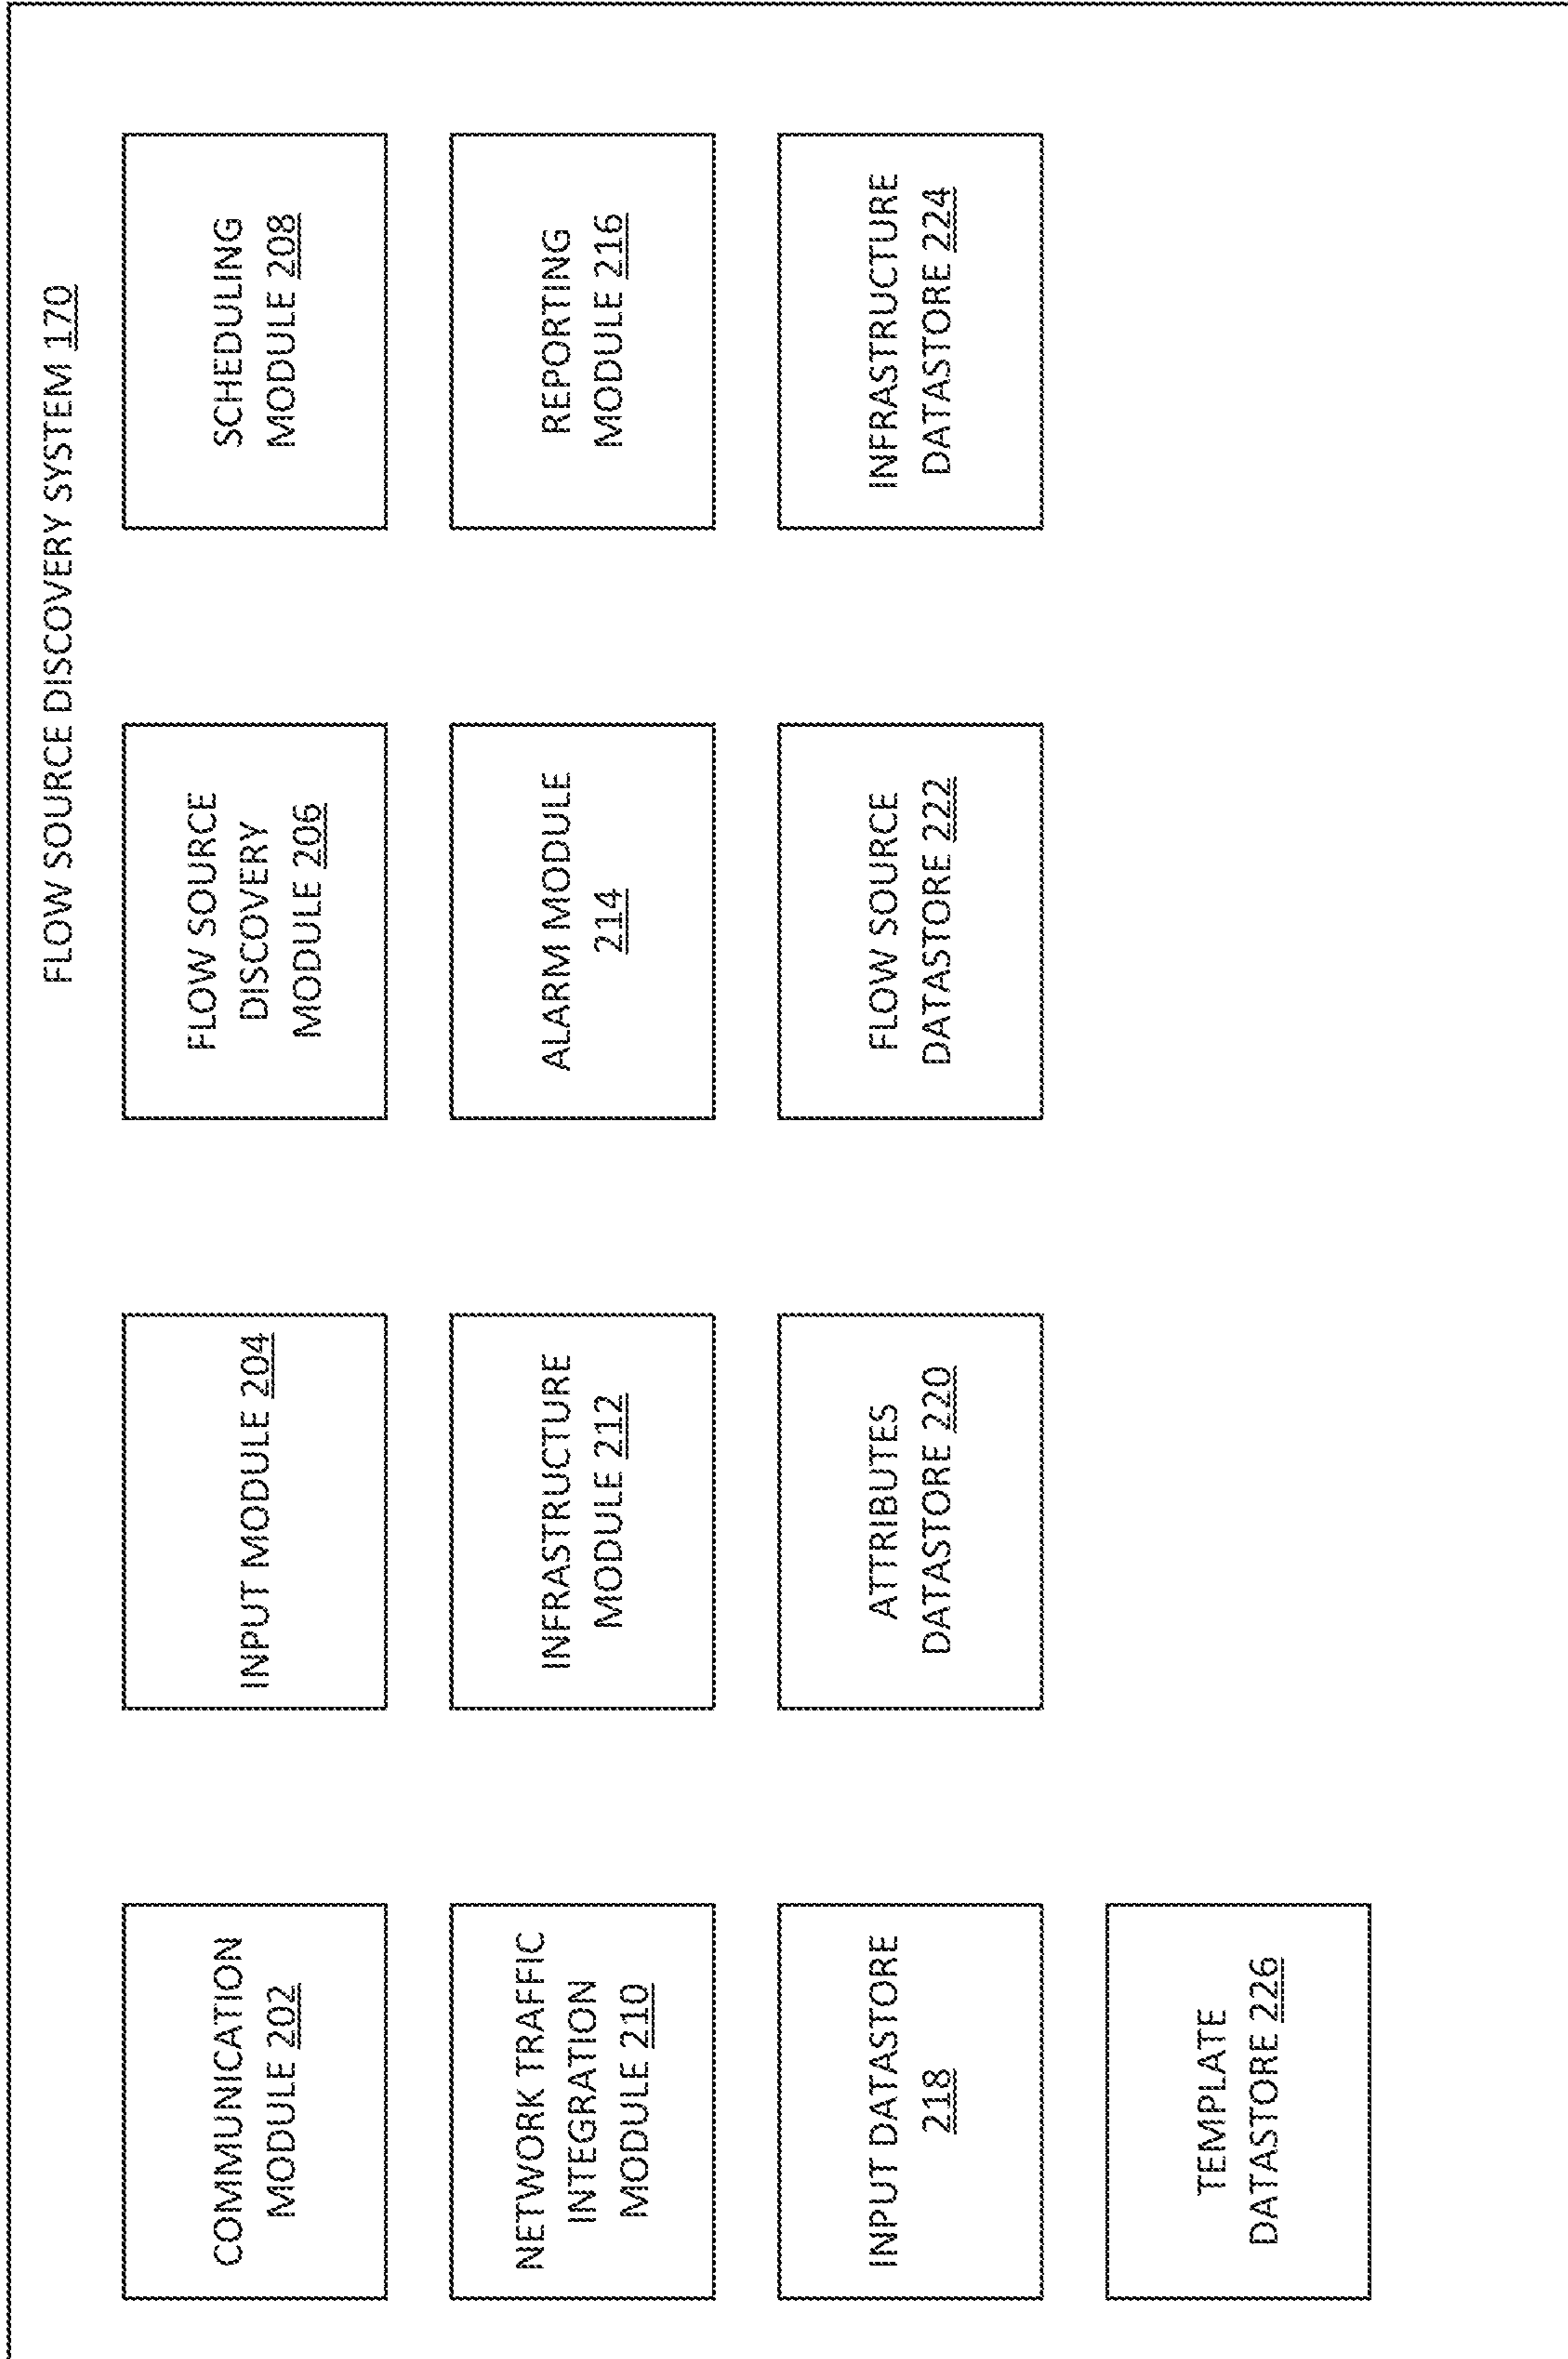 FLOW SOURCE DISCOVERY SYSTEM 170
COMMUNICATION
MODULE 202
INPUT MODULE 204
FLOW SOURCE
DISCOVERY
MODULE 206
SCHEDULING
MODULE 208
NETWORK TRAFFIC
INTEGRATION
MODULE 210
INFRASTRUCTURE
MODULE 212
ALARM MODULE
214
REPORTING
MODULE 216
INPUT DATASTORE
218
ATTRIBUTES
DATASTORE 220
FLOW SOURCE
DATASTORE 222
INFRASTRUCTURE
DATASTORE 224
TEMPLATE
DATASTORE 226